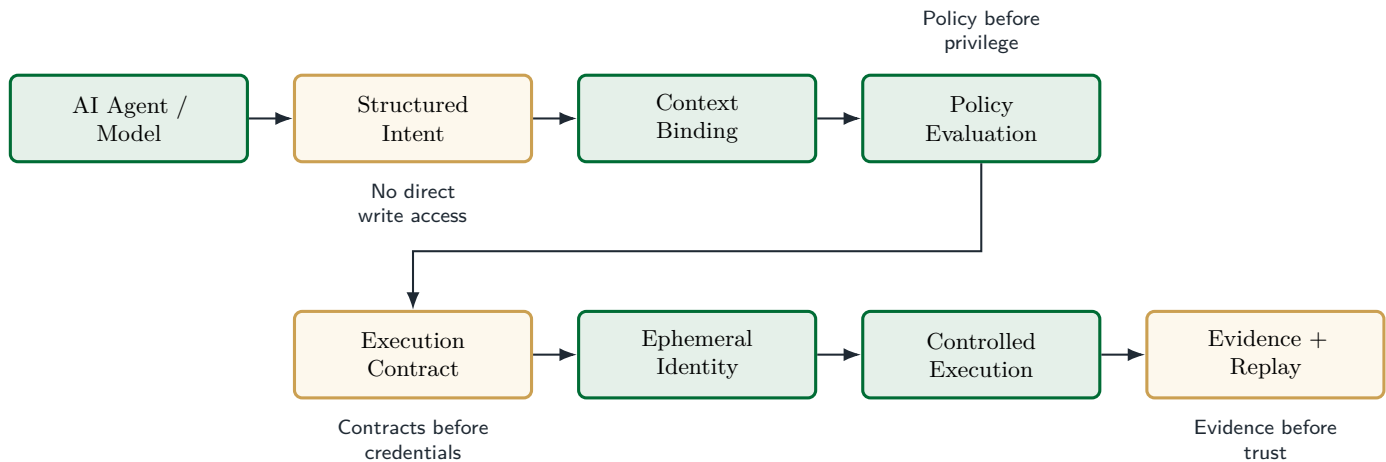 Policy before
privilege
AI Agent /
Model
Structured
Intent
Context
Binding
Policy
Evaluation
No direct
write access
Execution
Contract
Ephemeral
Identity
Controlled
Execution
Evidence +
Replay
Contracts before
credentials
Evidence before
trust